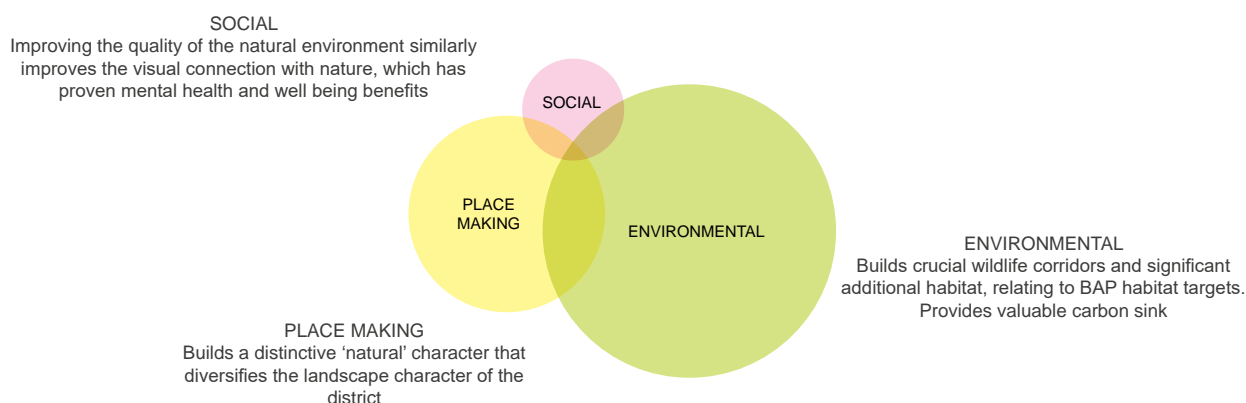 SOCIAL
Improving the quality of the natural environment similarly
improves the visual connection with nature, which has
proven mental health and well being benefits
SOCIAL
PLACE
MAKING
ENVIRONMENTAL
ENVIRONMENTAL
Builds crucial wildlife corridors and significant
additional habitat, relating to BAP habitat targets.
Provides valuable carbon sink
PLACE MAKING
Builds a distinctive ‘natural’ character that
diversifies the landscape character of the
district